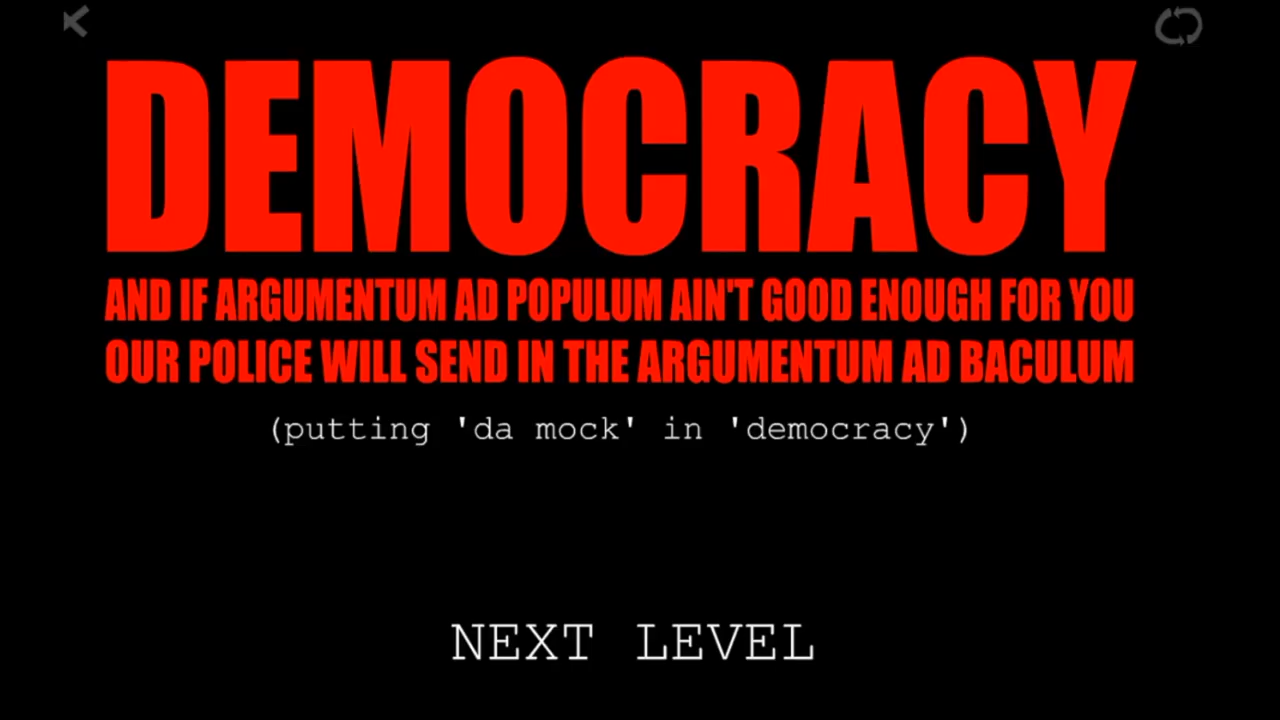 DEMOCRACY
AND IF ARGUMENTUM AD POPULUM AIN'T GOOD ENOUGH FOR YOU
OUR POLICE WILL SEND IN THE ARGUMENTUM AD BACULUM
(putting 'da mock' in 'democracy')
NEXT LEVEL